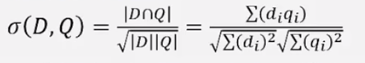 σ(D, Q) = |D∩Q| / √|D||Q| = Σ(dᵢqᵢ) / √Σ(dᵢ)² √Σ(qᵢ)²